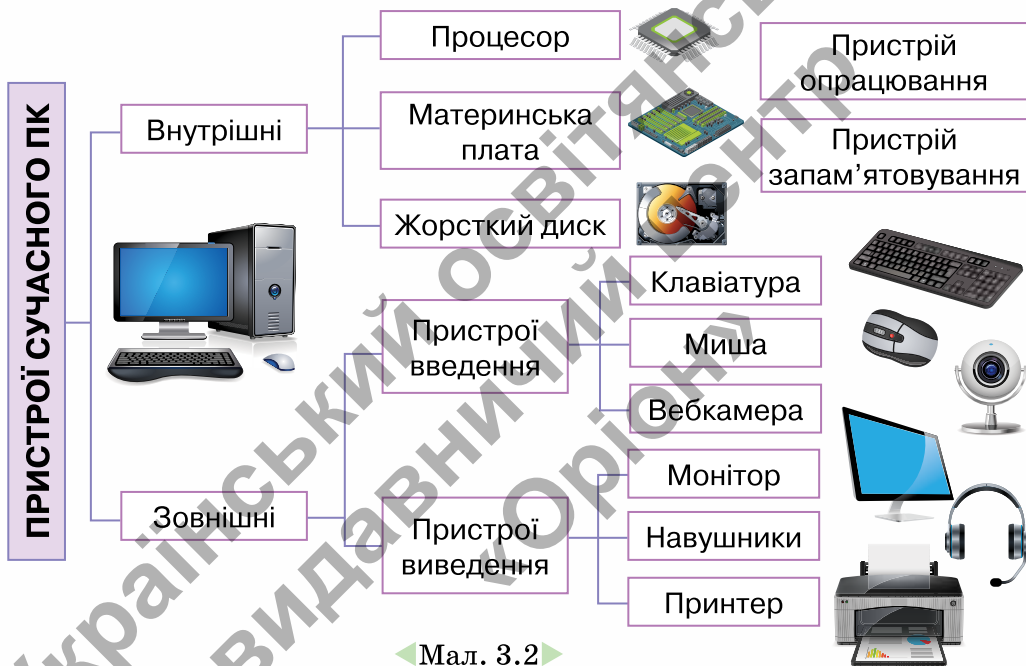 ПРИСТРОЇ СУЧАСНОГО ПК
Внутрішні
Процесор
Материнська
плата
Жорсткий диск
Пристрій
опрацювання
Пристрій
запам’ятовування
Зовнішні
Пристрої
введення
Клавіатура
Миша
Вебкамера
Пристрої
виведення
Монітор
Навушники
Принтер
Мал. 3.2
Український освітянський
видавничий центр
«Оріон»